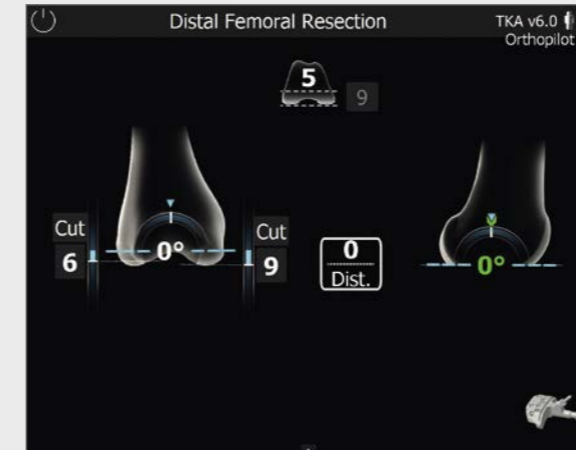 Distal Femoral Resection
TKA v6.0
Orthopilot
5
9
Cut
6
0°
Cut
9
0
Dist.
0°